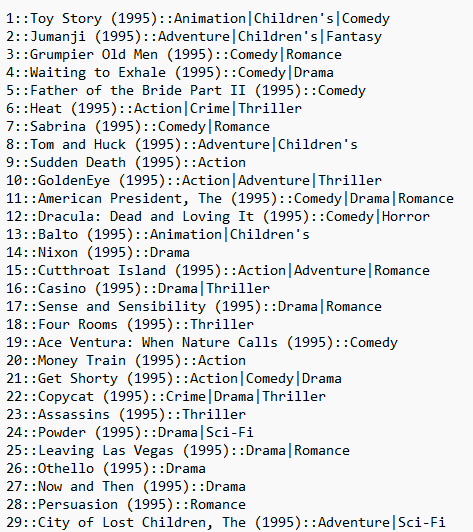 1::Toy Story (1995)::Animation|Children's|Comedy
2::Jumanji (1995)::Adventure|Children's|Fantasy
3::Grumpier Old Men (1995)::Comedy|Romance
4::Waiting to Exhale (1995)::Comedy|Drama
5::Father of the Bride Part II (1995)::Comedy
6::Heat (1995)::Action|Crime|Thriller
7::Sabrina (1995)::Comedy|Romance
8::Tom and Huck (1995)::Adventure|Children's
9::Sudden Death (1995)::Action
10::GoldenEye (1995)::Action|Adventure|Thriller
11::American President, The (1995)::Comedy|Drama|Romance
12::Dracula: Dead and Loving It (1995)::Comedy|Horror
13::Balto (1995)::Animation|Children's
14::Nixon (1995)::Drama
15::Cutthroat Island (1995)::Action|Adventure|Romance
16::Casino (1995)::Drama|Thriller
17::Sense and Sensibility (1995)::Drama|Romance
18::Four Rooms (1995)::Thriller
19::Ace Ventura: When Nature Calls (1995)::Comedy
20::Money Train (1995)::Action
21::Get Shorty (1995)::Action|Comedy|Drama
22::Copycat (1995)::Crime|Drama|Thriller
23::Assassins (1995)::Thriller
24::Powder (1995)::Drama|Sci-Fi
25::Leaving Las Vegas (1995)::Drama|Romance
26::Othello (1995)::Drama
27::Now and Then (1995)::Drama
28::Persuasion (1995)::Romance
29::City of Lost Children, The (1995)::Adventure|Sci-Fi